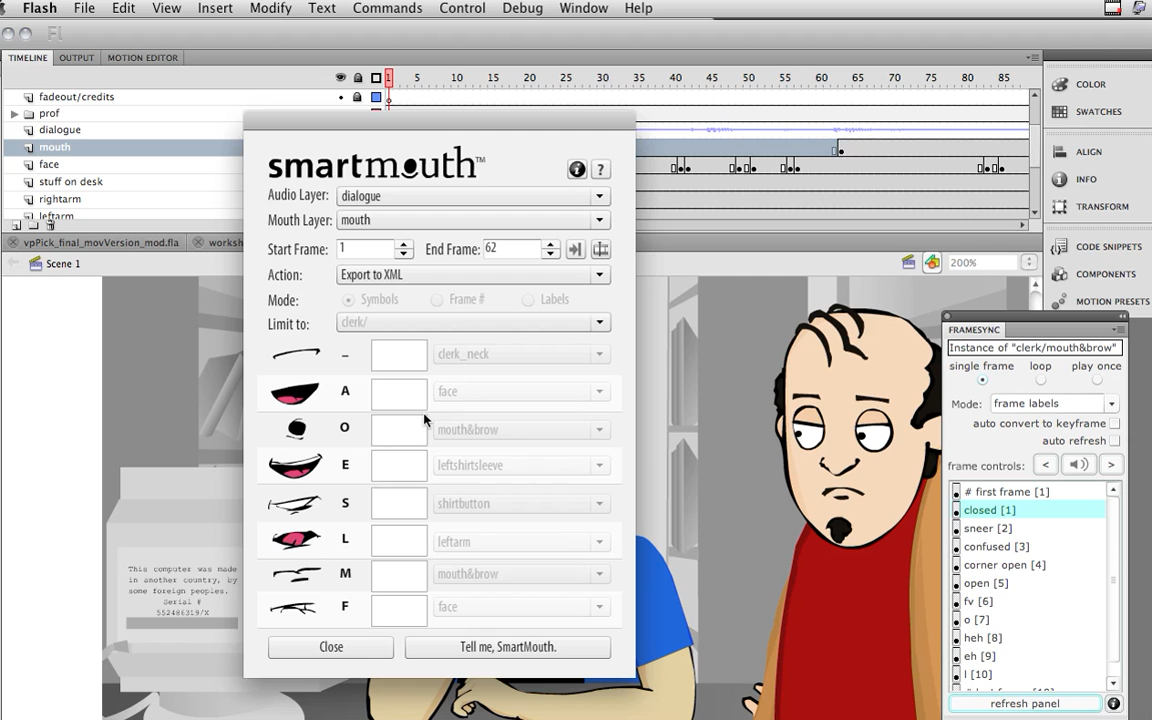 Flash File Edit View Insert Modify Text Commands Control Debug Window Help
Fl
TIMELINE OUTPUT MOTION EDITOR
1 5 10 15 20 25 30 35 40 45 50 55 60 65 70 75 80 85
fadeout/credits
prof
dialogue
mouth
face
stuff on desk
rightarm
leftarm
COLOR
SWATCHES
ALIGN
INFO
TRANSFORM
CODE SNIPPETS
COMPONENTS
MOTION PRESETS
vpPick_final_movVersion_mod.fla
worksh
Scene 1
200%
smartmouth™
Audio Layer: dialogue
Mouth Layer: mouth
Start Frame: 1 End Frame: 62
Action: Export to XML
Mode: Symbols Frame # Labels
Limit to: clerk/
– clerk_neck
A face
O mouth&brow
E leftshirtsleeve
S shirtbutton
L leftarm
M mouth&brow
F face
Close
Tell me, SmartMouth.
This computer was made
in another country, by
some foreign peoples.
Serial #
552486319/X
FRAMESYNC
Instance of "clerk/mouth&brow"
single frame loop play once
Mode: frame labels
auto convert to keyframe
auto refresh
frame controls: < >
# first frame [1]
closed [1]
sneer [2]
confused [3]
corner open [4]
open [5]
fv [6]
o [7]
heh [8]
eh [9]
l [10]
refresh panel